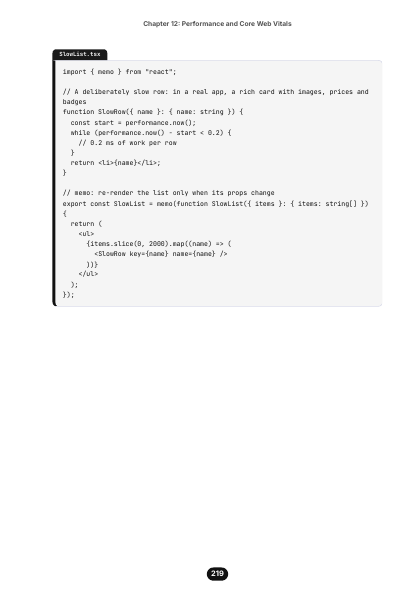 Chapter 12: Performance and Core Web Vitals
SlowList.tsx
import { memo } from "react";

// A deliberately slow row: in a real app, a rich card with images, prices and
badges
function SlowRow({ name }: { name: string }) {
  const start = performance.now();
  while (performance.now() - start < 0.2) {
    // 0.2 ms of work per row
  }
  return <li>{name}</li>;
}

// memo: re-render the list only when its props change
export const SlowList = memo(function SlowList({ items }: { items: string[] })
{
  return (
    <ul>
      {items.slice(0, 2000).map((name) => (
        <SlowRow key={name} name={name} />
      ))}
    </ul>
  );
});
219